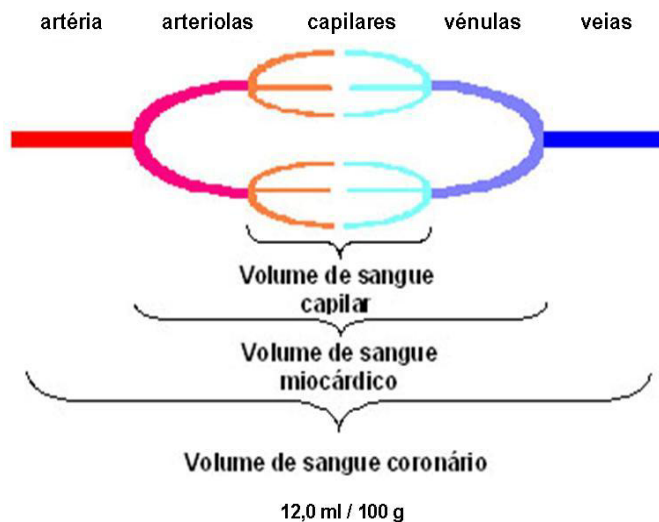 artéria arteriolas capilares vénulas veias
Volume de sangue
capilar
Volume de sangue
miocárdico
Volume de sangue coronário
12,0 ml / 100 g